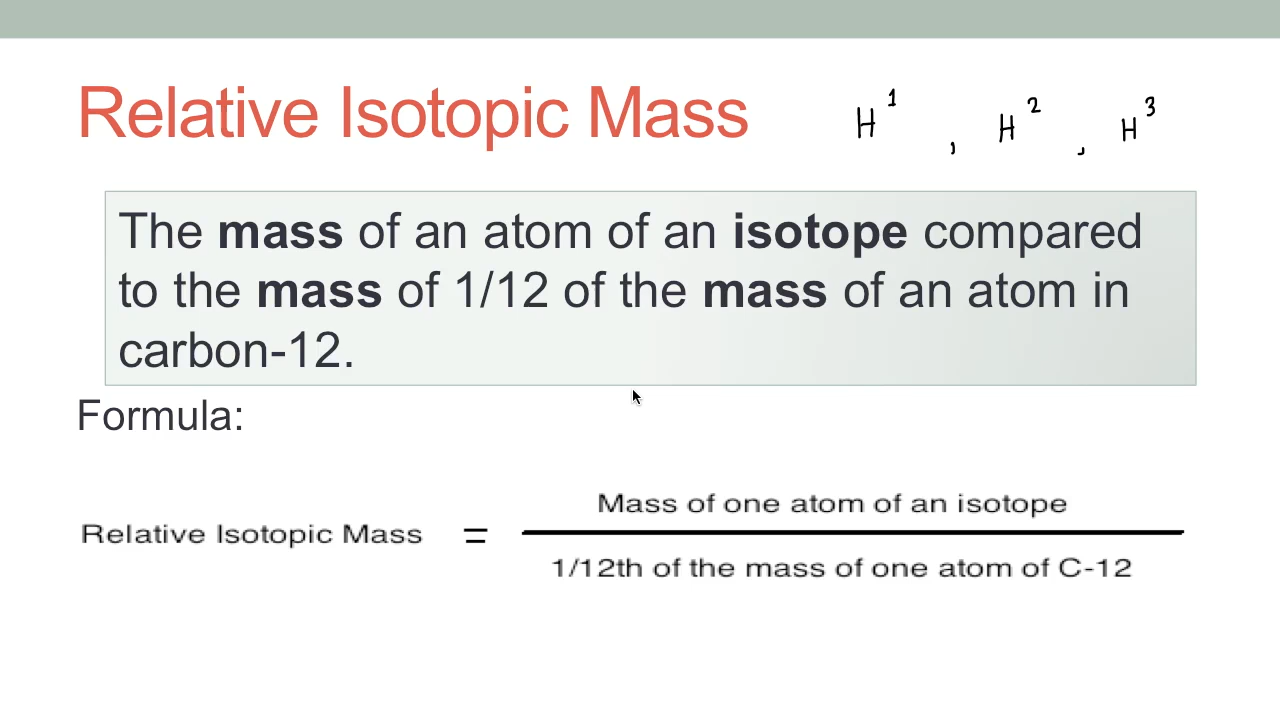 Relative Isotopic Mass
H¹ , H² , H³
The mass of an atom of an isotope compared
to the mass of 1/12 of the mass of an atom in
carbon-12.
Formula:
Mass of one atom of an isotope
Relative Isotopic Mass =
1/12th of the mass of one atom of C-12